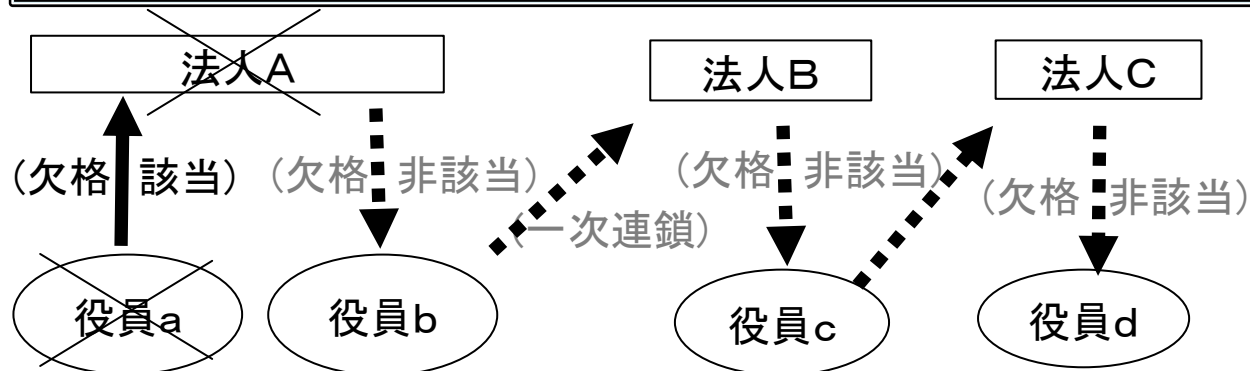 法人A
法人B
法人C
(欠格 該当)
(欠格 非該当)
(欠格 非該当)
(欠格 非該当)
(一次連鎖)
役員a
役員b
役員c
役員d